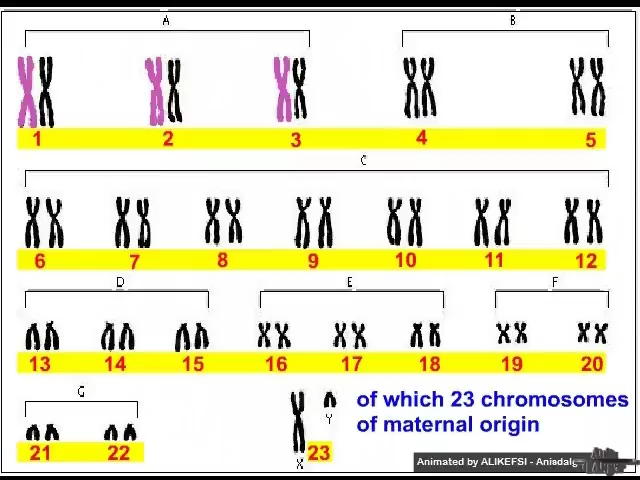 A B
1 2 3 4 5
C
6 7 8 9 10 11 12
D E F
13 14 15 16 17 18 19 20
G
of which 23 chromosomes
Y
of maternal origin
21 22 23
X
Animated by ALIKEFSI - Anisdalg